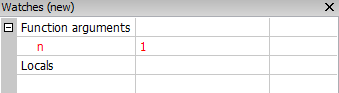 Watches (new)
Function arguments
n 1
Locals